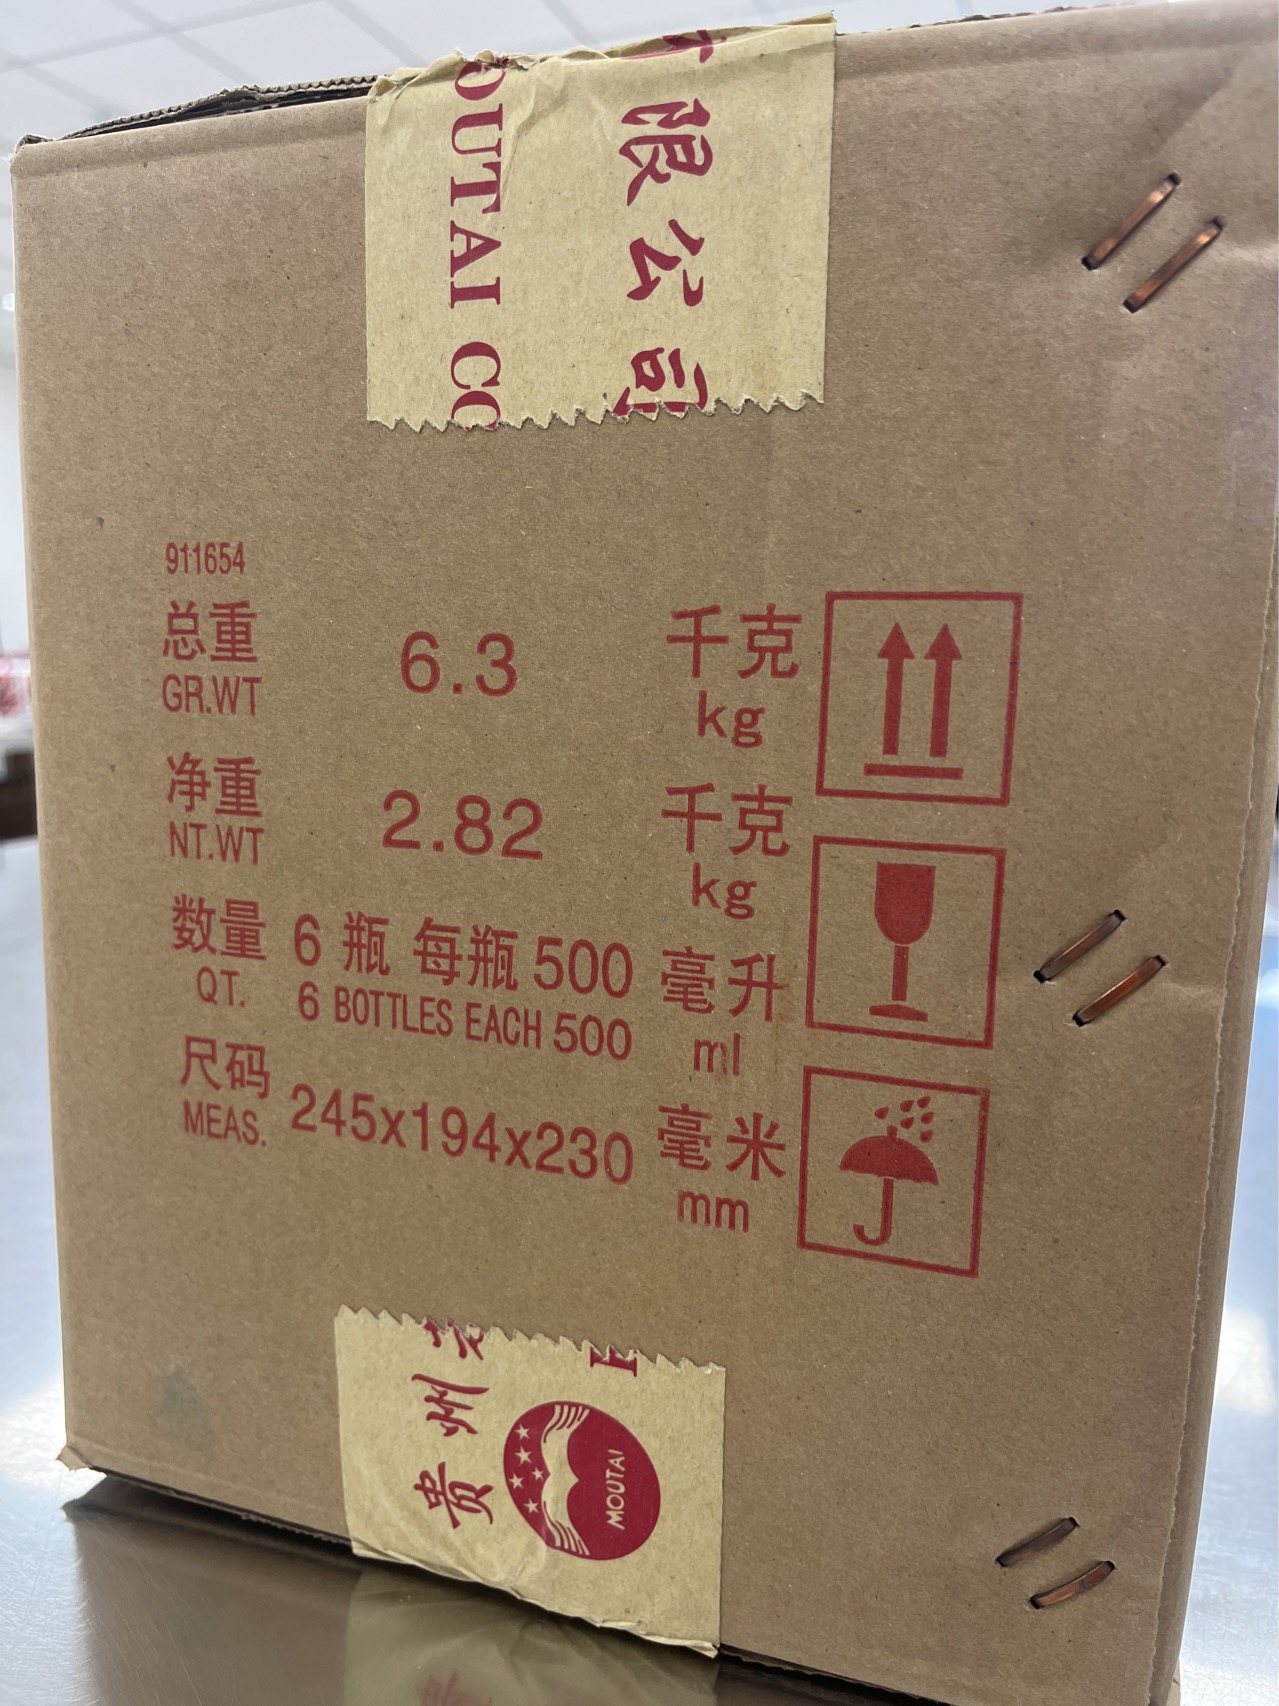 OUTAI CO
限公司
911654
总重 6.3 千克
GR.WT kg
净重 2.82 千克
NT.WT kg
数量 6 瓶 每瓶 500 毫升
QT. 6 BOTTLES EACH 500 ml
尺码 245x194x230 毫米
MEAS. mm
贵州
MOUTAI